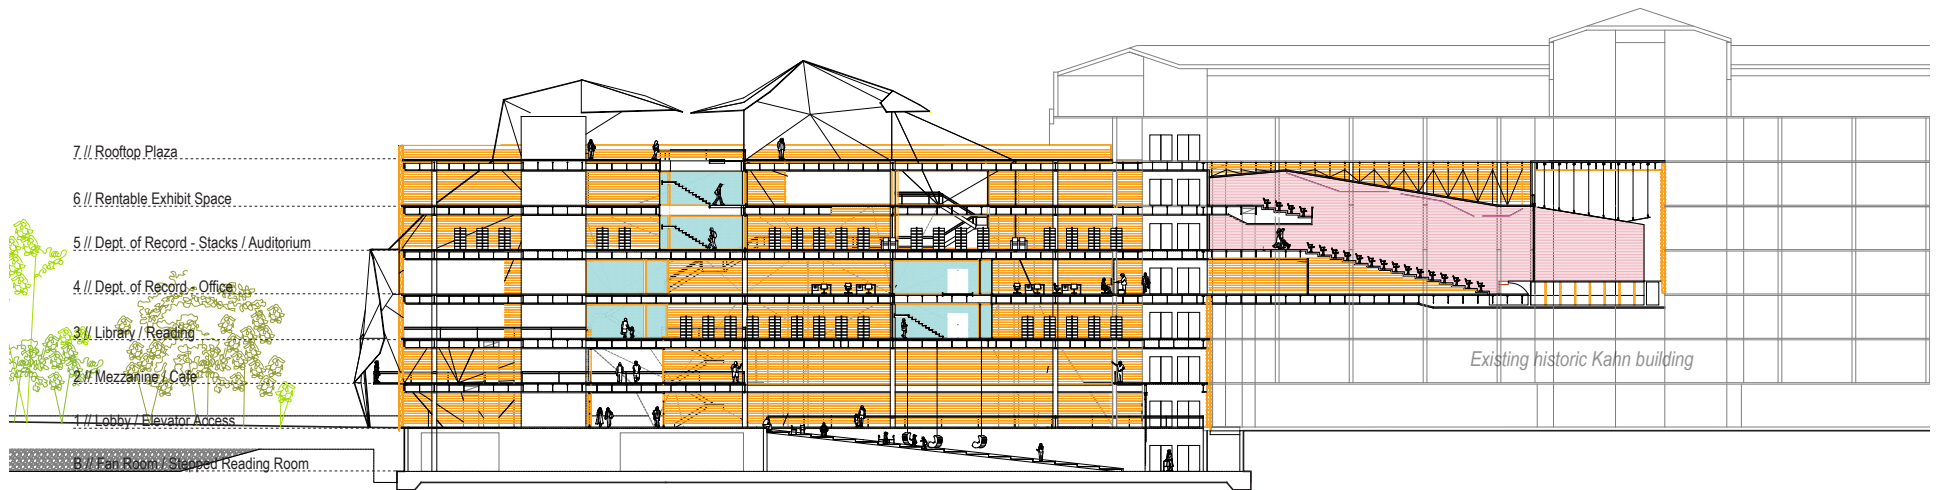 7 // Rooftop Plaza
6 // Rentable Exhibit Space
5 // Dept. of Record - Stacks / Auditorium
4 // Dept. of Record - Office
3 // Library / Reading
Existing historic Kahn building
2 // Mezzanine / Cafe
1 // Lobby / Elevator Access
B // Fan Room / Stepped Reading Room